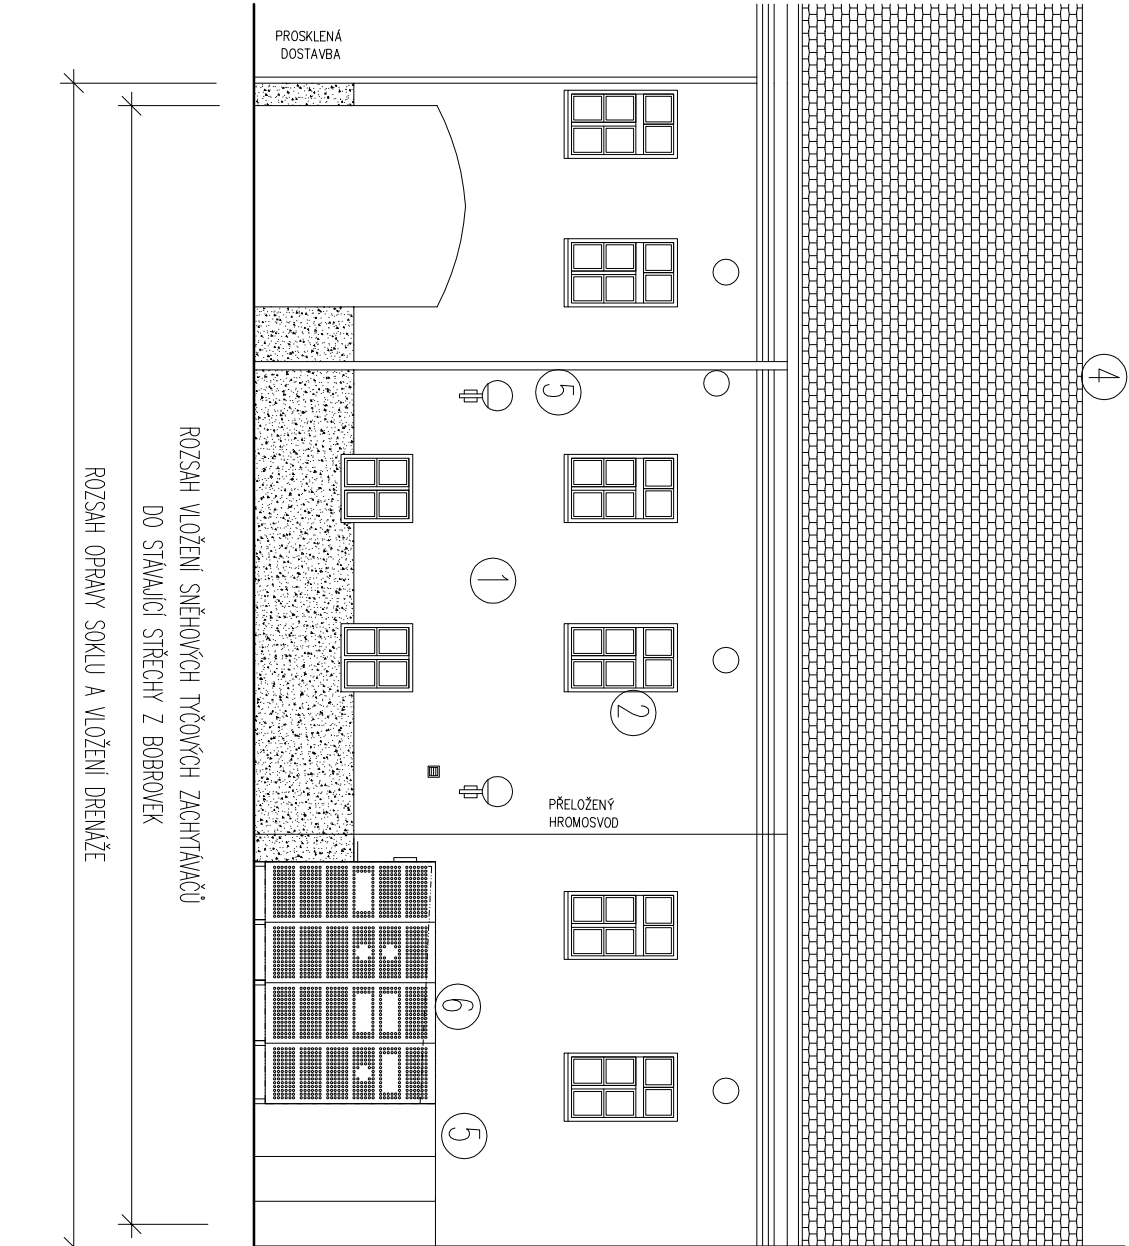 PROSKLENÁ
DOSTAVBA
4
5
1
2
PŘELOŽENÝ
HROMOSVOD
6
5
ROZSAH VLOŽENÍ SNĚHOVÝCH TYČOVÝCH ZACHYTÁVAČŮ
DO STÁVAJÍCÍ STŘECHY Z BOBROVEK
ROZSAH OPRAVY SOKLU A VLOŽENÍ DRENÁŽE